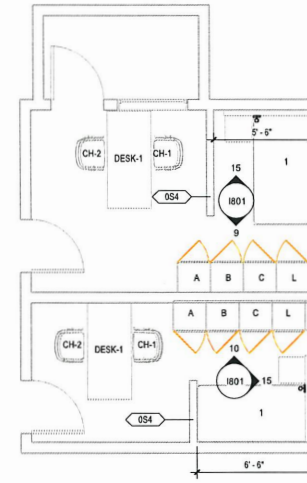 5' - 6"
CH-2
DESK-1
CH-1
1
15
0S4
I801
9
A B C L
A B C L
CH-2
DESK-1
CH-1
10
I801
15
0S4
1
6' - 6"